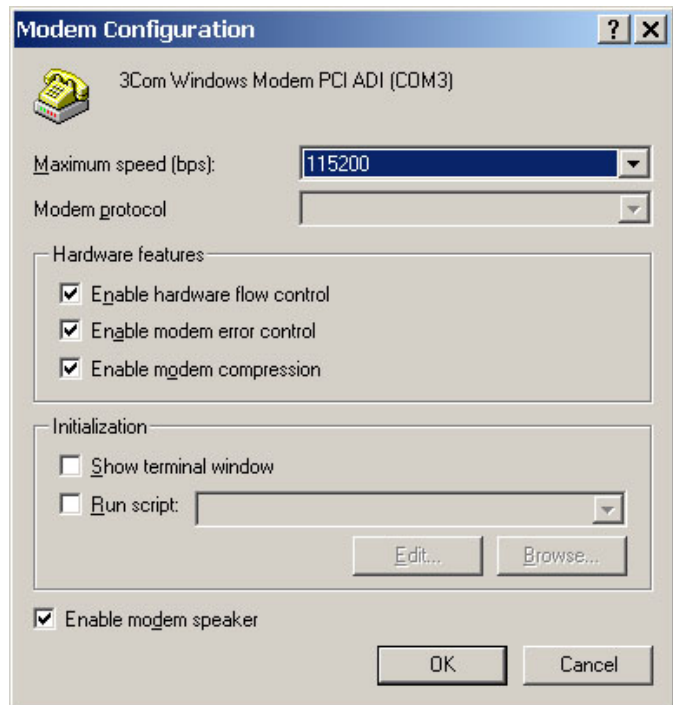 Modem Configuration
3Com Windows Modem PCI ADI (COM3)
Maximum speed (bps): 115200
Modem protocol
Hardware features
Enable hardware flow control
Enable modem error control
Enable modem compression
Initialization
Show terminal window
Run script:
Edit... Browse...
Enable modem speaker
OK Cancel